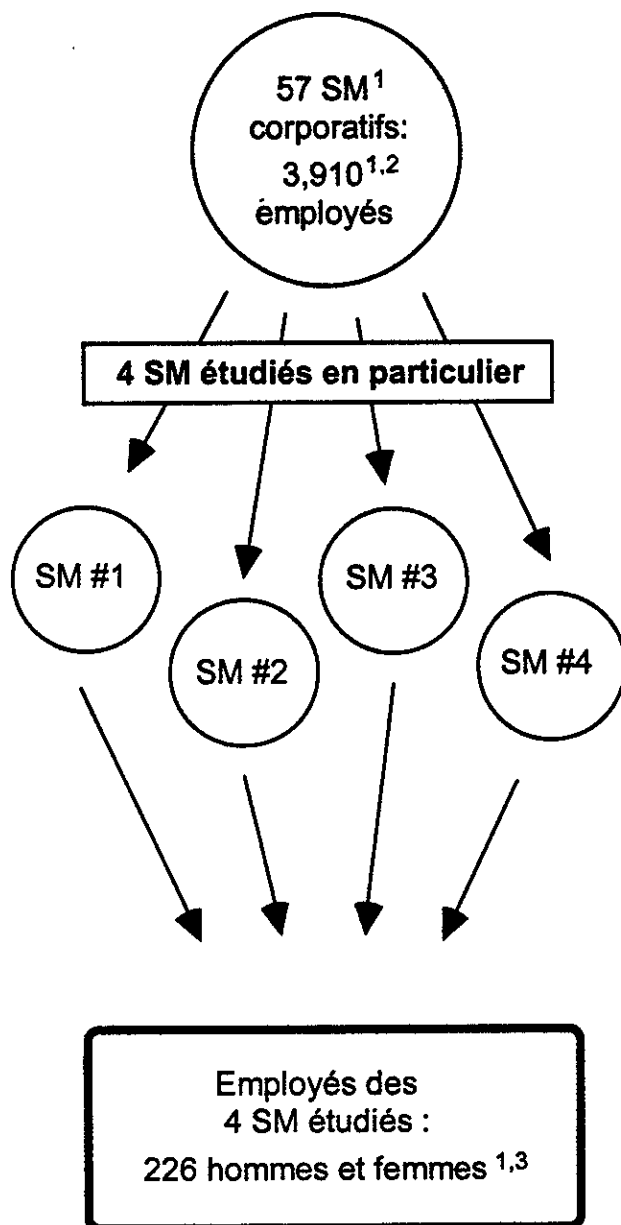 57 SM¹
corporatifs:
3,910¹,²
employés
4 SM étudiés en particulier
SM #1
SM #2
SM #3
SM #4
Employés des
4 SM étudiés :
226 hommes et femmes ¹,³